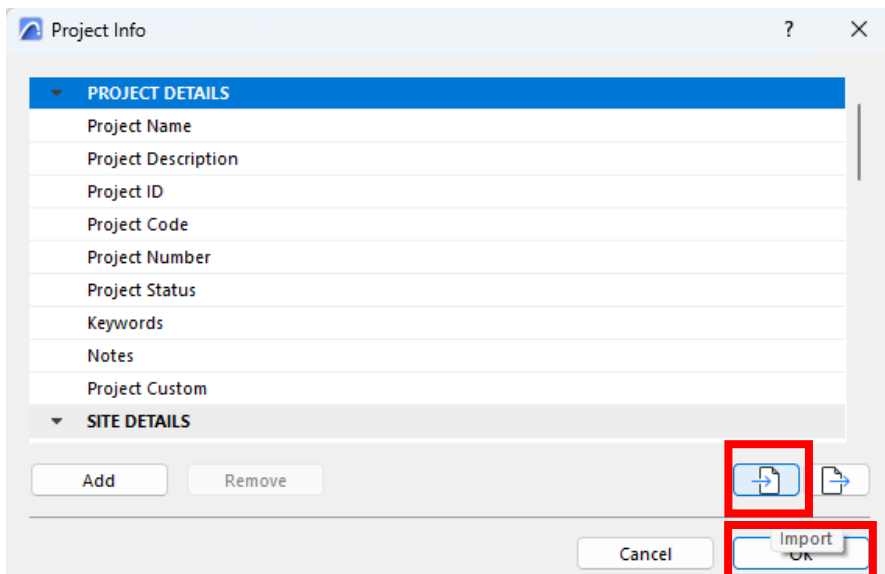 Project Info ?
PROJECT DETAILS
Project Name
Project Description
Project ID
Project Code
Project Number
Project Status
Keywords
Notes
Project Custom
SITE DETAILS
Add Remove
Import
Cancel OK